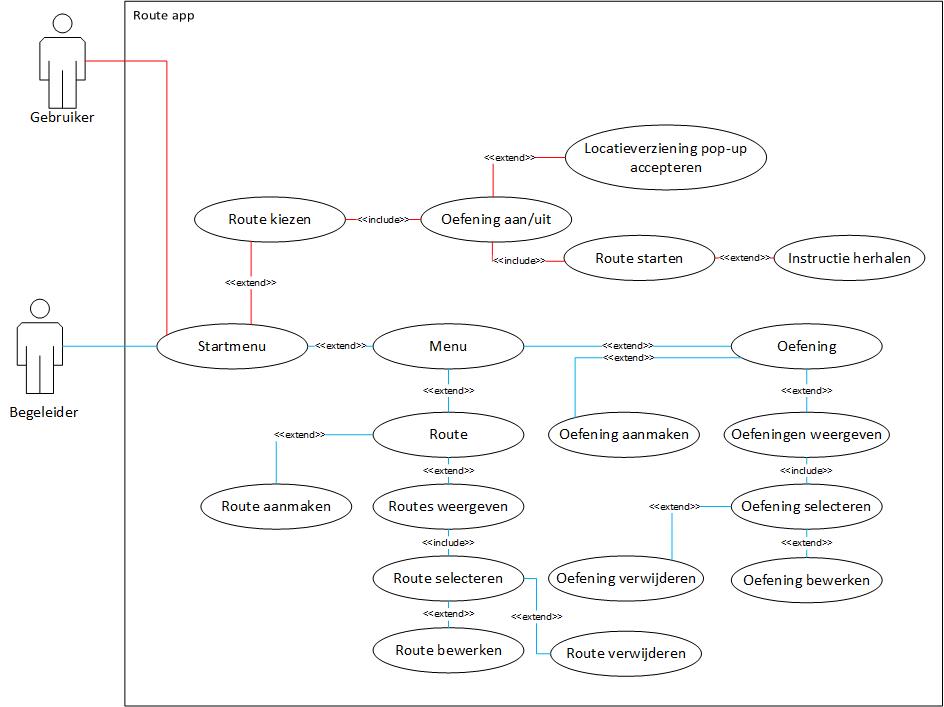 Route app
Gebruiker
Locatieverziening pop-up
accepteren
<<extend>>
Route kiezen
<<include>>
Oefening aan/uit
<<include>>
Route starten
<<extend>>
Instructie herhalen
<<extend>>
Begeleider
Startmenu
<<extend>>
Menu
<<extend>>
<<extend>>
Oefening
<<extend>>
<<extend>>
<<extend>>
Route
Oefening aanmaken
Oefeningen weergeven
<<extend>>
<<include>>
Route aanmaken
Routes weergeven
<<extend>>
Oefening selecteren
<<include>>
<<extend>>
Route selecteren
Oefening verwijderen
Oefening bewerken
<<extend>>
<<extend>>
Route bewerken
Route verwijderen